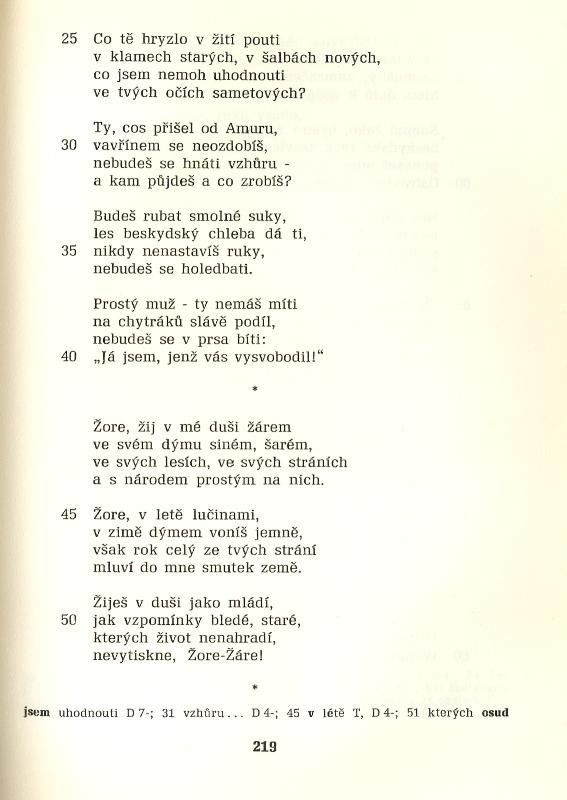 25 Co tě hryzlo v žití pouti
v klamech starých, v šalbách nových,
co jsem nemoh uhodnouti
ve tvých očích sametových?
Ty, cos přišel od Amuru,
30 vavřínem se neozdobíš,
nebudeš se hnáti vzhůru -
a kam půjdeš a co zrobíš?
Budeš rubat smolné suky,
les beskydský chleba dá ti,
35 nikdy nenastavíš ruky,
nebudeš se holedbati.
Prostý muž - ty nemáš míti
na chytráků slávě podíl,
nebudeš se v prsa bíti:
40 „Já jsem, jenž vás vysvobodil!“
*
Žore, žij v mé duši žárem
ve svém dýmu siném, šarém,
ve svých lesích, ve svých stráních
a s národem prostým na nich.
45 Žore, v letě lučinami,
v zimě dýmem voníš jemně,
však rok celý ze tvých strání
mluví do mne smutek země.
Žiješ v duši jako mládí,
50 jak vzpomínky bledé, staré,
kterých život nenahradí,
nevytiskne, Žore-Žáre!
*
jsem uhodnouti D 7-; 31 vzhůru... D 4-; 45 v létě T, D 4-; 51 kterých osud
219